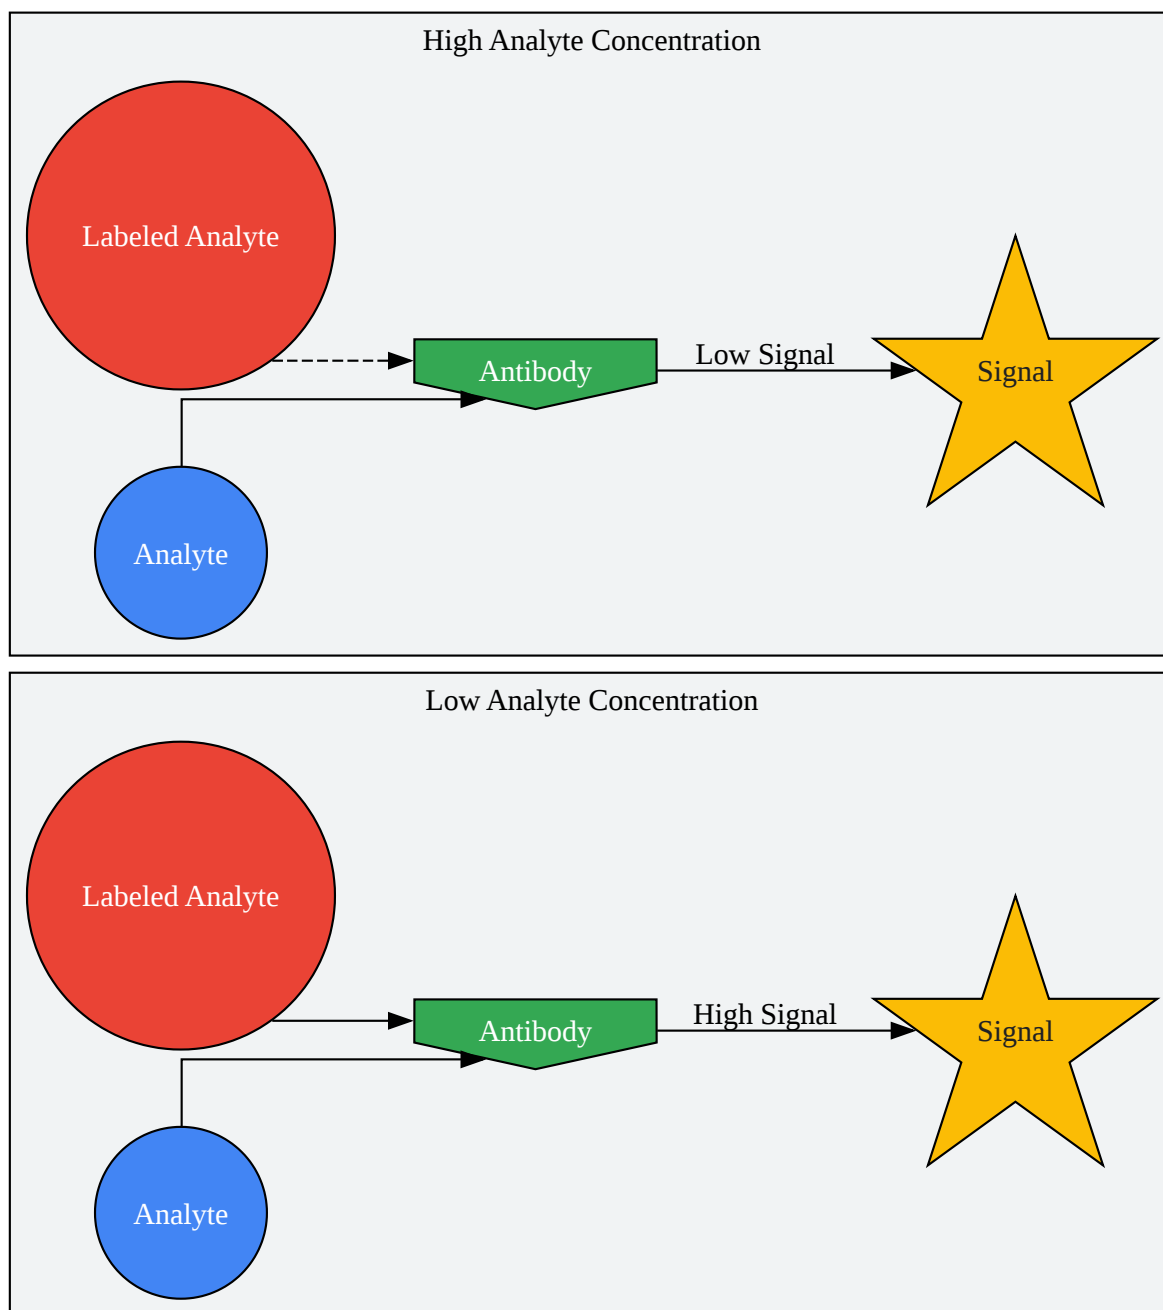 High Analyte Concentration
Labeled Analyte
Low Signal
Antibody
Signal
Analyte
Low Analyte Concentration
Labeled Analyte
High Signal
Antibody
Signal
Analyte